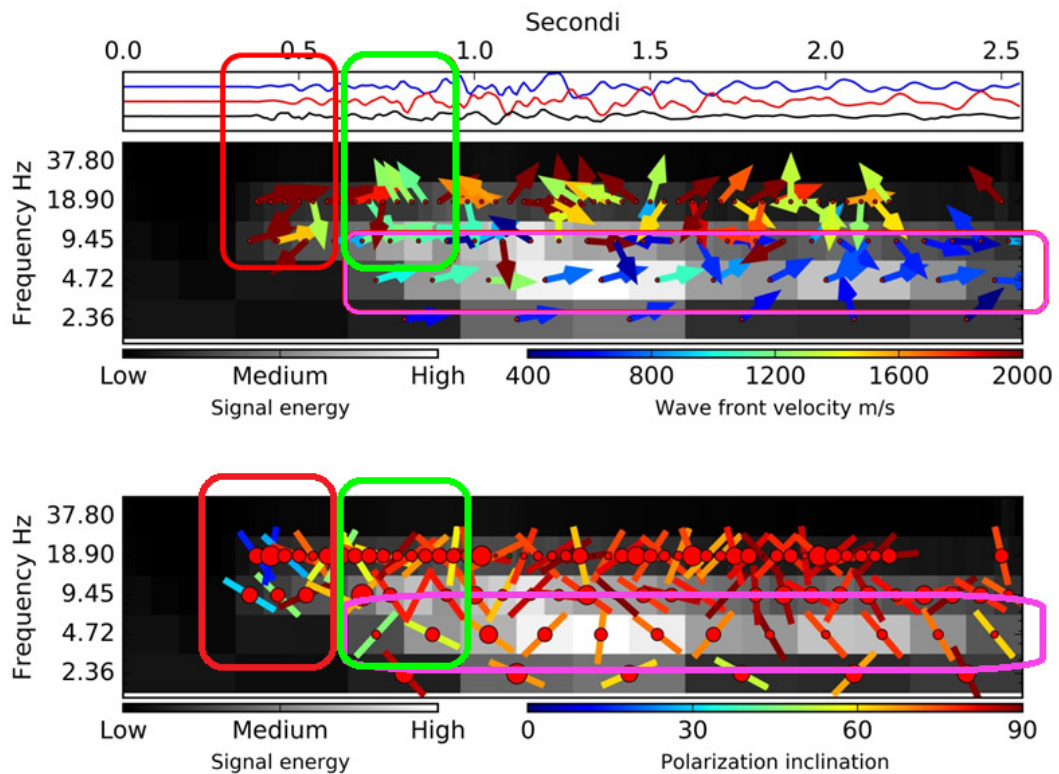 Secondi
0.0 0.5 1.0 1.5 2.0 2.5
Frequency Hz
37.80
18.90
9.45
4.72
2.36
Low Medium High 400 800 1200 1600 2000
Signal energy Wave front velocity m/s
Frequency Hz
37.80
18.90
9.45
4.72
2.36
Low Medium High 0 30 60 90
Signal energy Polarization inclination